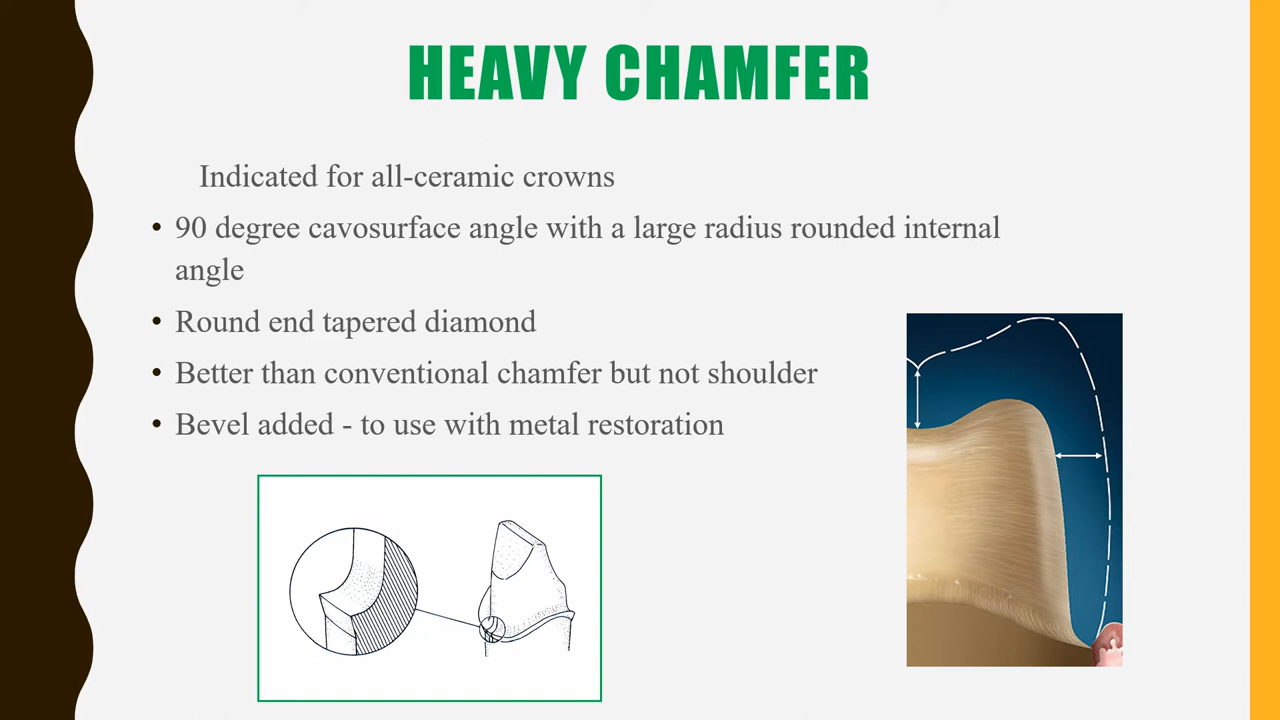 HEAVY CHAMFER
Indicated for all-ceramic crowns
• 90 degree cavosurface angle with a large radius rounded internal
angle
• Round end tapered diamond
• Better than conventional chamfer but not shoulder
• Bevel added - to use with metal restoration